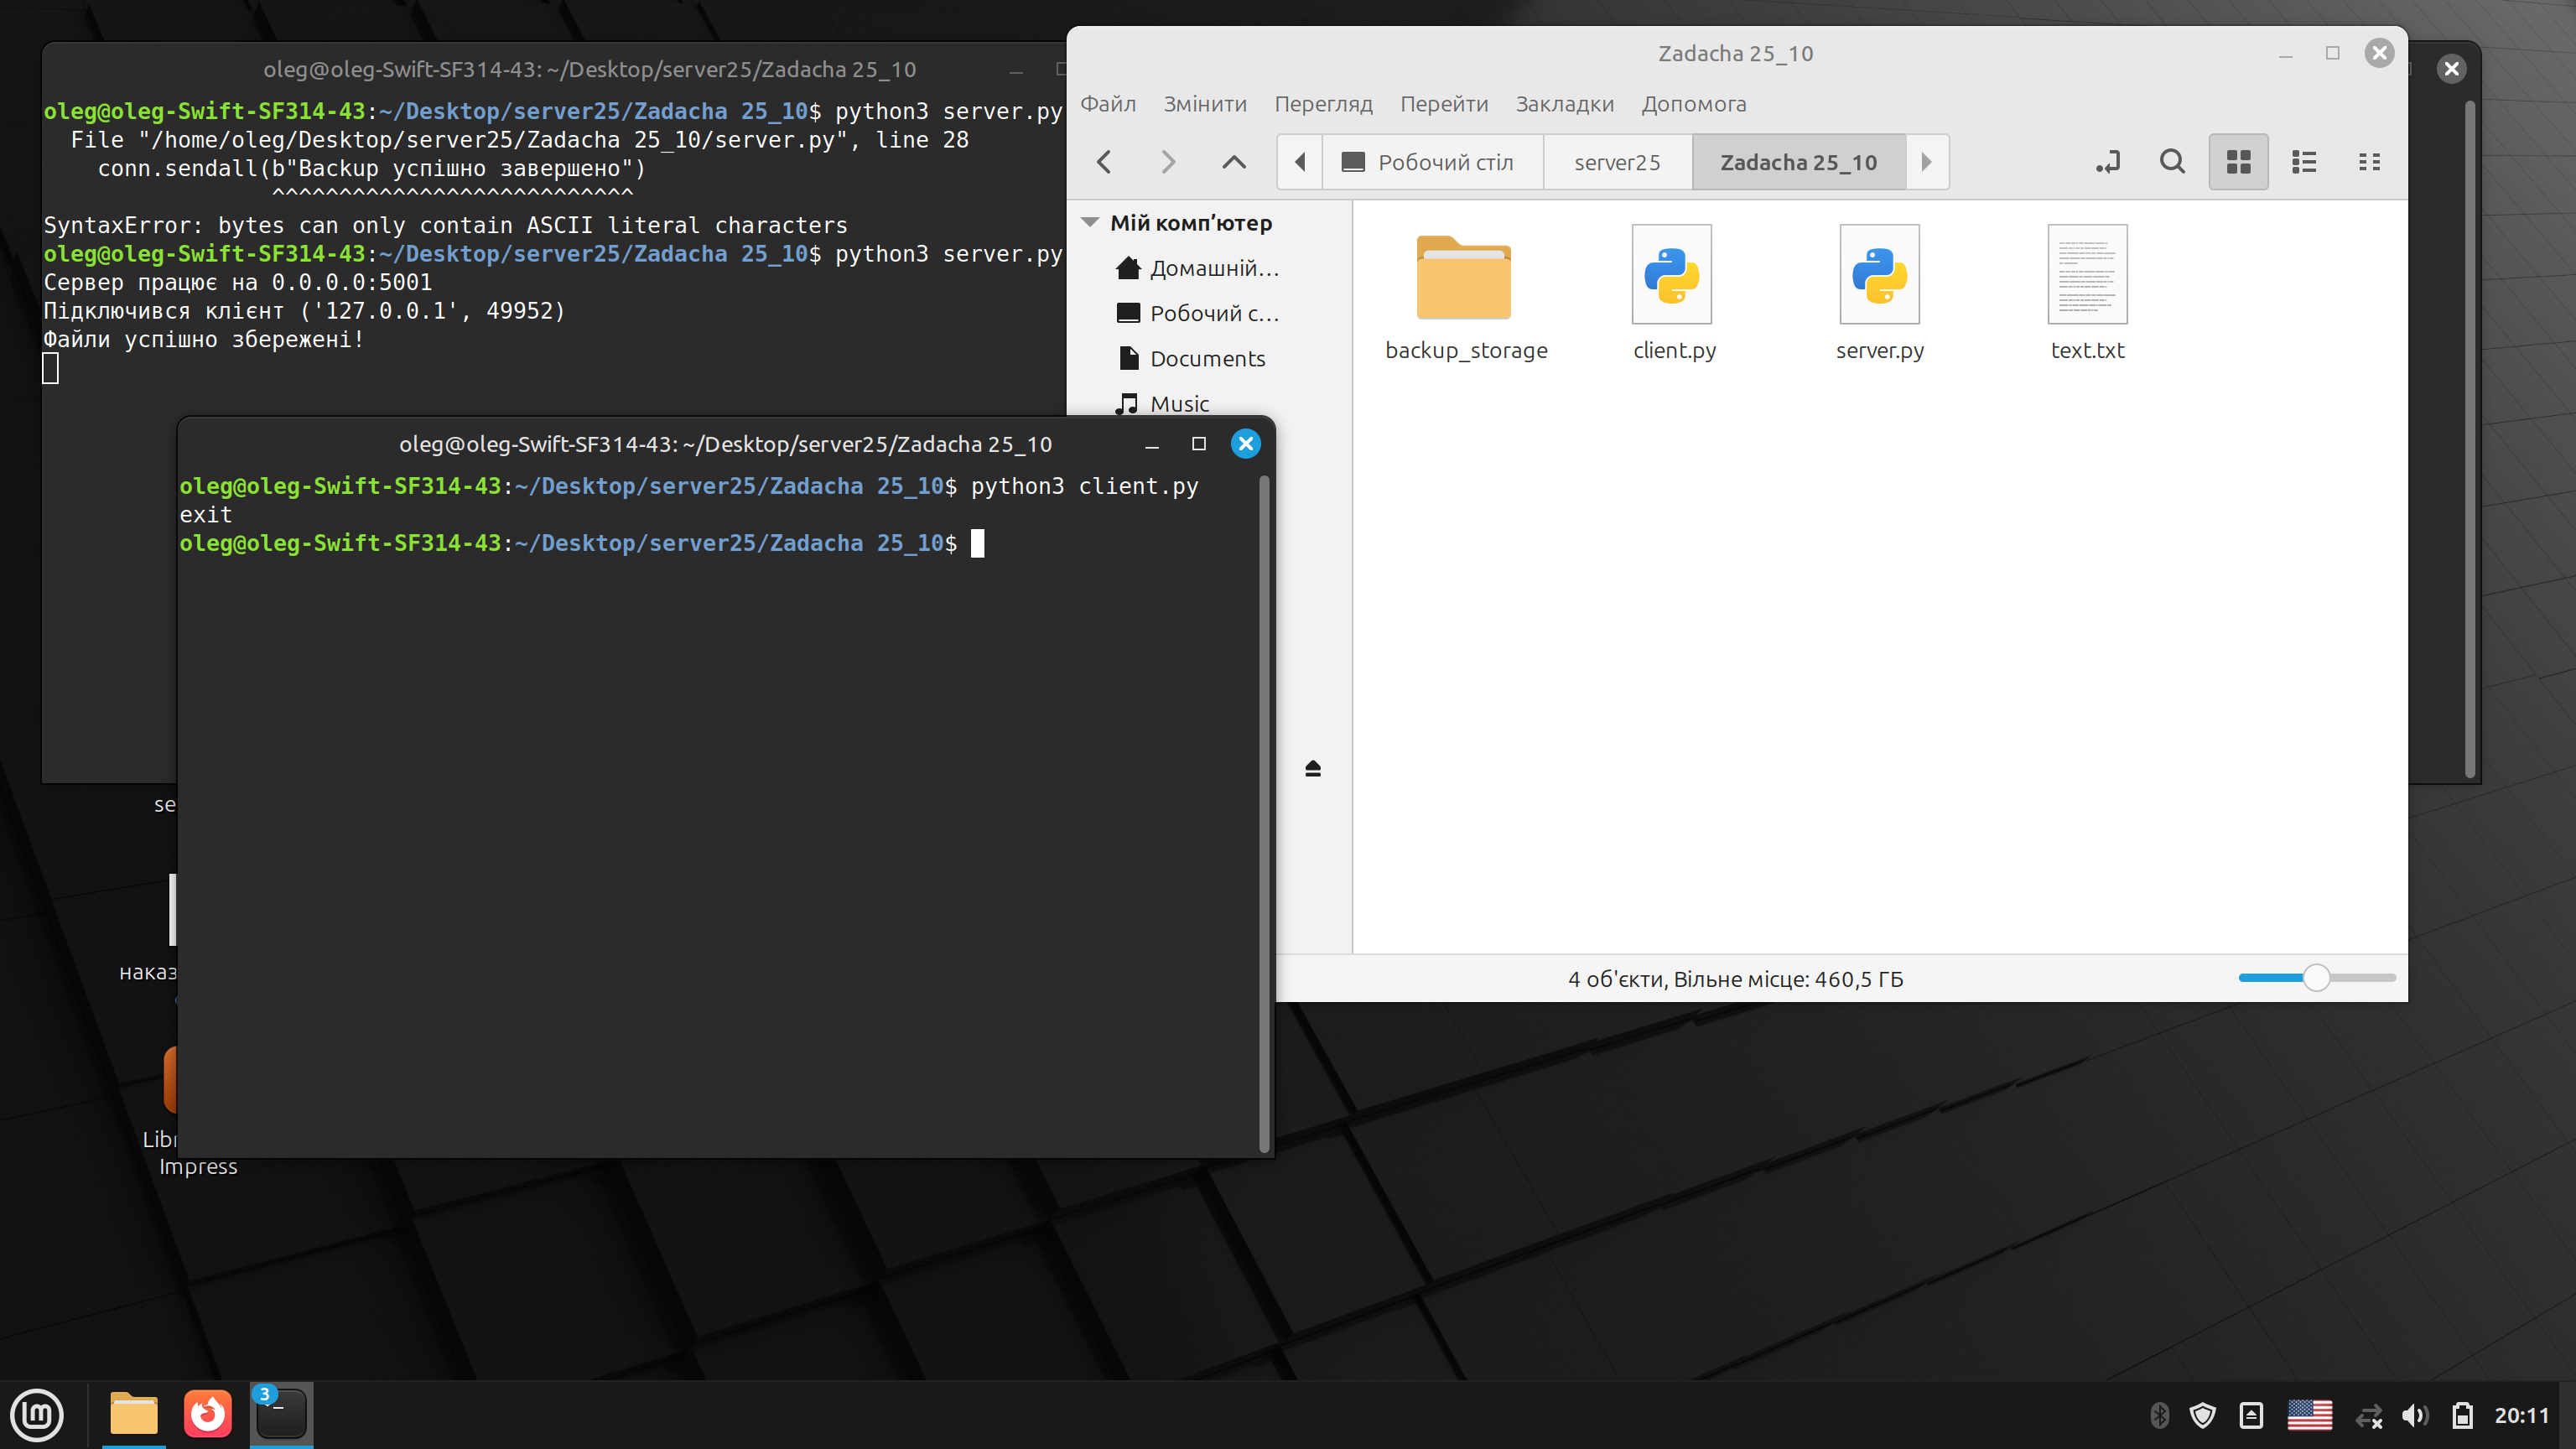 oleg@oleg-Swift-SF314-43: ~/Desktop/server25/Zadacha 25_10
oleg@oleg-Swift-SF314-43:~/Desktop/server25/Zadacha 25_10$ python3 server.py
  File "/home/oleg/Desktop/server25/Zadacha 25_10/server.py", line 28
    conn.sendall(b"Backup успішно завершено")
                 ^^^^^^^^^^^^^^^^^^^^^^^^^^^
SyntaxError: bytes can only contain ASCII literal characters
oleg@oleg-Swift-SF314-43:~/Desktop/server25/Zadacha 25_10$ python3 server.py
Сервер працює на 0.0.0.0:5001
Підключився клієнт ('127.0.0.1', 49952)
Файли успішно збережені!
Zadacha 25_10
Файл Змінити Перегляд Перейти Закладки Допомога
Робочий стіл server25 Zadacha 25_10
Мій комп’ютер
Домашній…
Робочий с…
Documents
Music
backup_storage client.py server.py text.txt
4 об'єкти, Вільне місце: 460,5 ГБ
oleg@oleg-Swift-SF314-43: ~/Desktop/server25/Zadacha 25_10
oleg@oleg-Swift-SF314-43:~/Desktop/server25/Zadacha 25_10$ python3 client.py
exit
oleg@oleg-Swift-SF314-43:~/Desktop/server25/Zadacha 25_10$
se
наказ
Libr
Impress
3
20:11